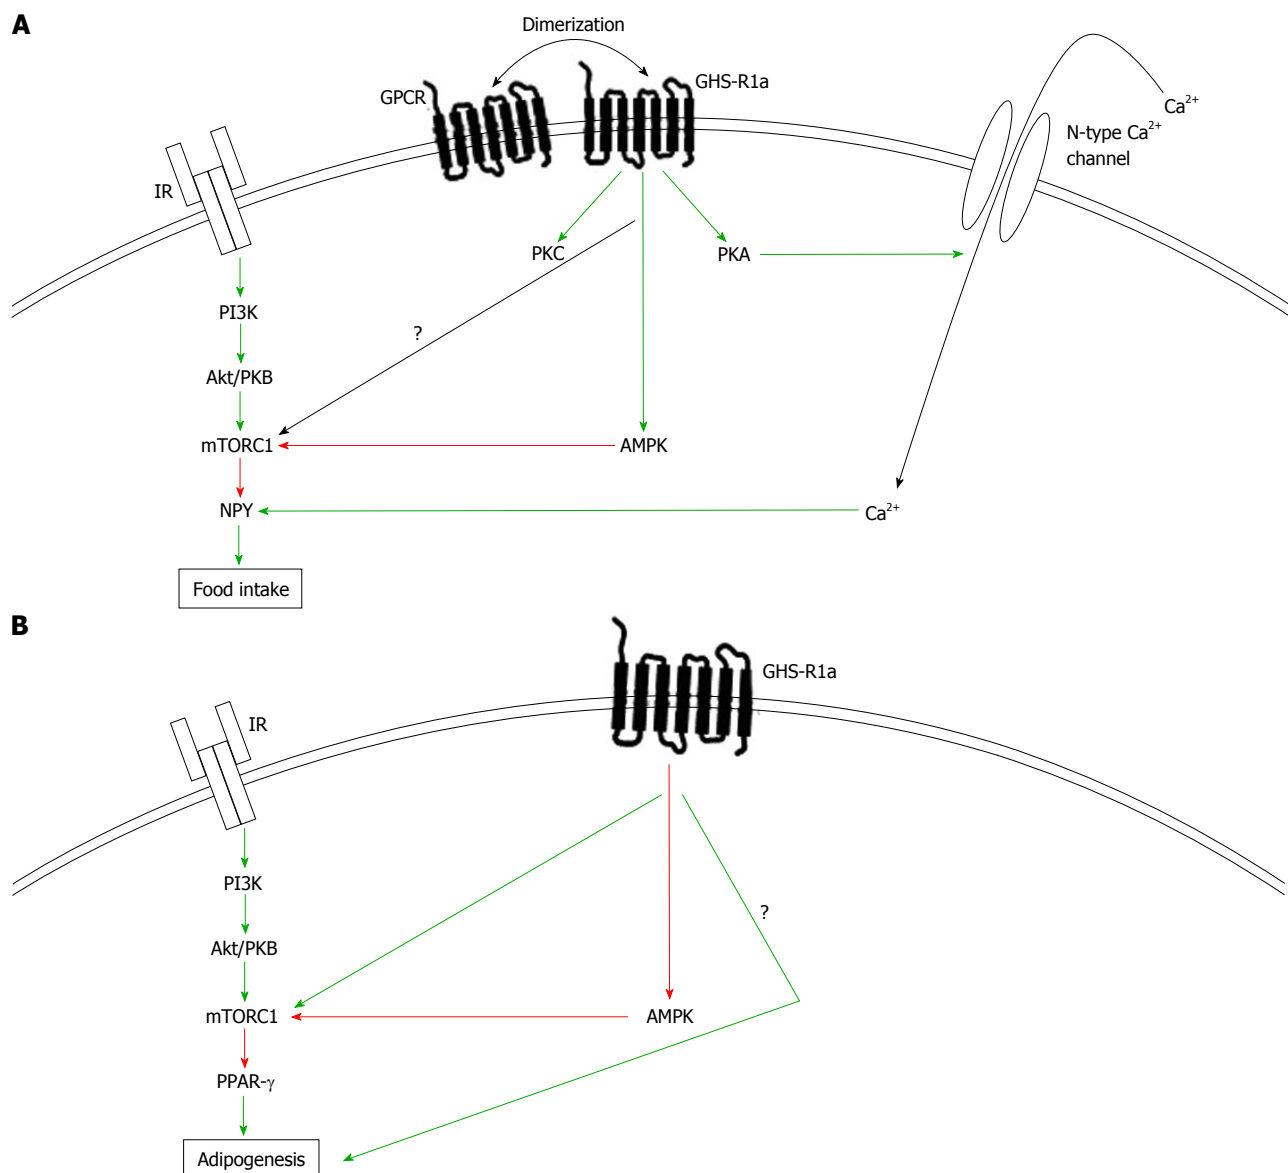 A
Dimerization
GPCR
GHS-R1a
Ca²⁺
N-type Ca²⁺
channel
IR
PKC
PKA
PI3K
?
Akt/PKB
mTORC1
AMPK
NPY
Ca²⁺
Food intake
B
GHS-R1a
IR
PI3K
?
Akt/PKB
mTORC1
AMPK
PPAR-γ
Adipogenesis